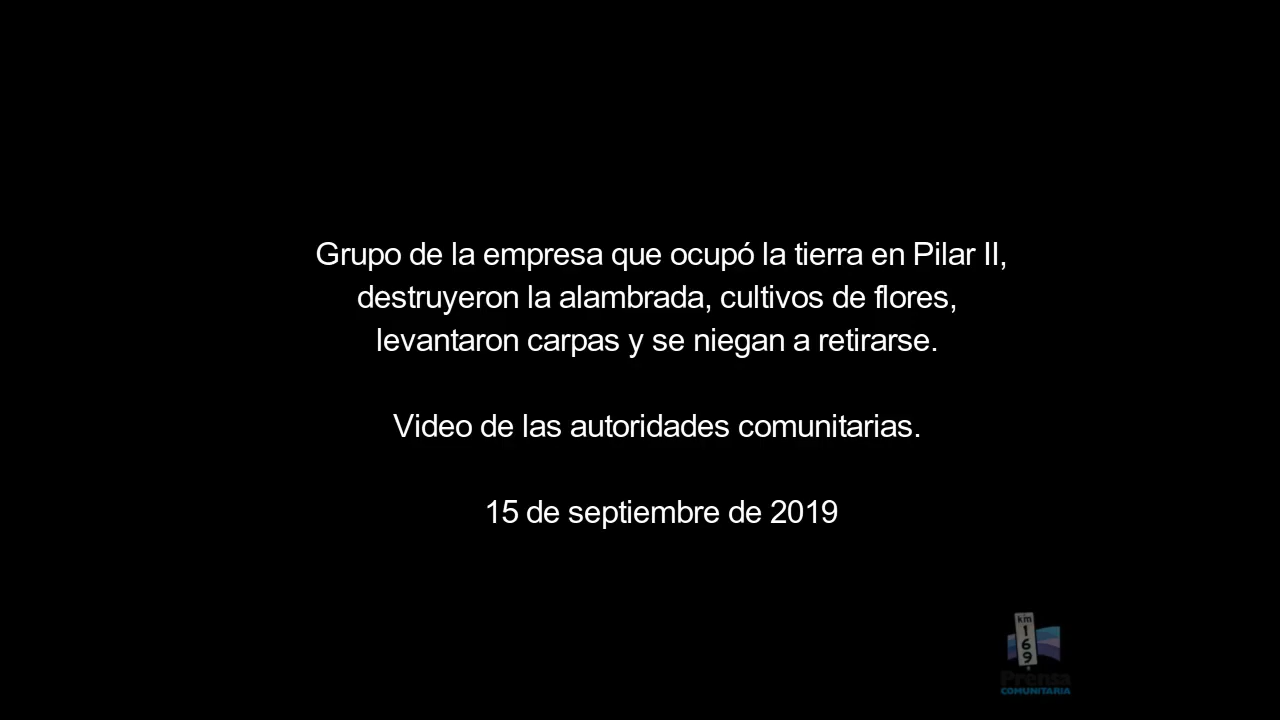 Grupo de la empresa que ocupó la tierra en Pilar II,
destruyeron la alambrada, cultivos de flores,
levantaron carpas y se niegan a retirarse.
Video de las autoridades comunitarias.
15 de septiembre de 2019
km
169
Prensa
COMUNITARIA